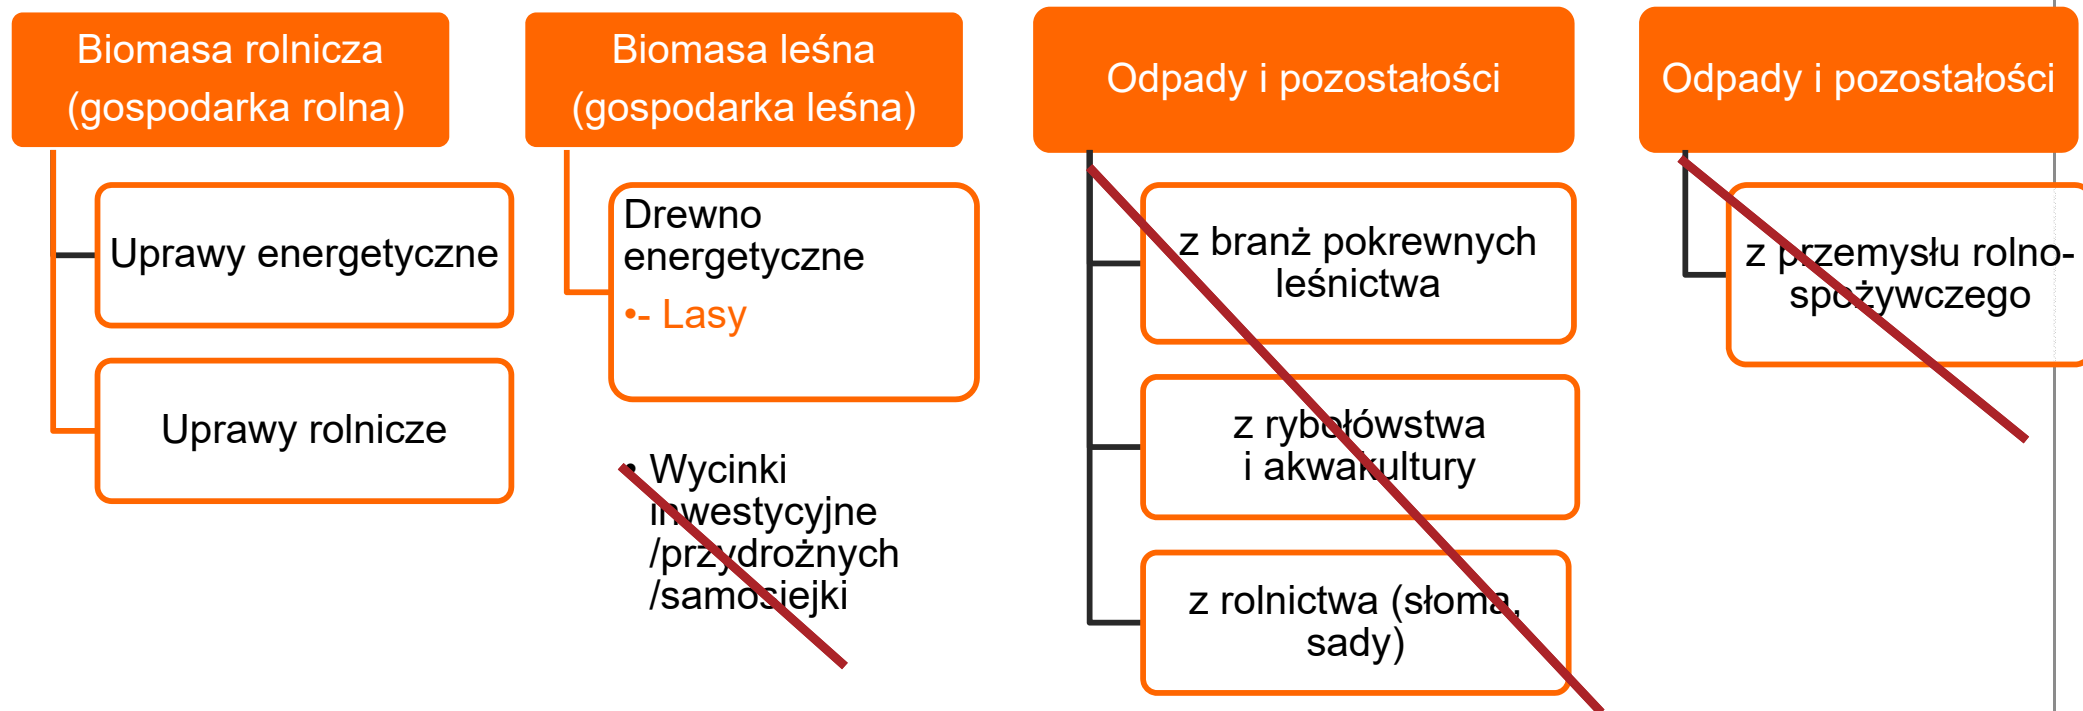 Biomasa rolnicza
(gospodarka rolna)
Uprawy energetyczne
Uprawy rolnicze
Biomasa leśna
(gospodarka leśna)
Drewno
energetyczne
•- Lasy
• Wycinki
inwestycyjne
/przydrożnych
/samosiejki
Odpady i pozostałości
z branż pokrewnych
leśnictwa
z rybołówstwa
i akwakultury
z rolnictwa (słoma,
sady)
Odpady i pozostałości
z przemysłu rolno-
spożywczego